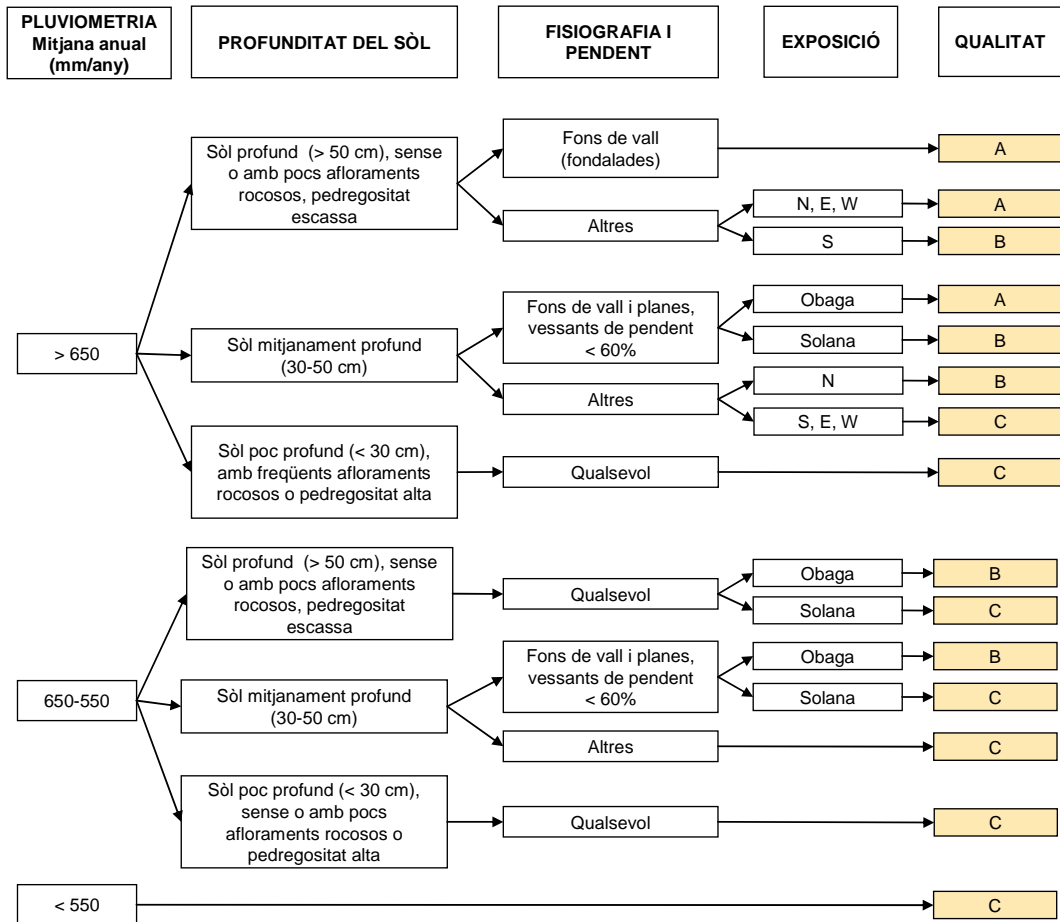 PLUVIOMETRIA
Mitjana anual
(mm/any)
PROFUNDITAT DEL SÒL
FISIOGRAFIA I
PENDENT
EXPOSICIÓ
QUALITAT
> 650
Sòl profund (> 50 cm), sense
o amb pocs afloraments
rocosos, pedregositat
escassa
Fons de vall
(fondalades)
A
Altres
N, E, W
A
S
B
Sòl mitjanament profund
(30-50 cm)
Fons de vall i planes,
vessants de pendent
< 60%
Obaga
A
Solana
B
Altres
N
B
S, E, W
C
Sòl poc profund (< 30 cm),
amb freqüents afloraments
rocosos o pedregositat alta
Qualsevol
C
650-550
Sòl profund (> 50 cm), sense
o amb pocs afloraments
rocosos, pedregositat
escassa
Qualsevol
Obaga
B
Solana
C
Sòl mitjanament profund
(30-50 cm)
Fons de vall i planes,
vessants de pendent
< 60%
Obaga
B
Solana
C
Altres
C
Sòl poc profund (< 30 cm),
sense o amb pocs
afloraments rocosos o
pedregositat alta
Qualsevol
C
< 550
C